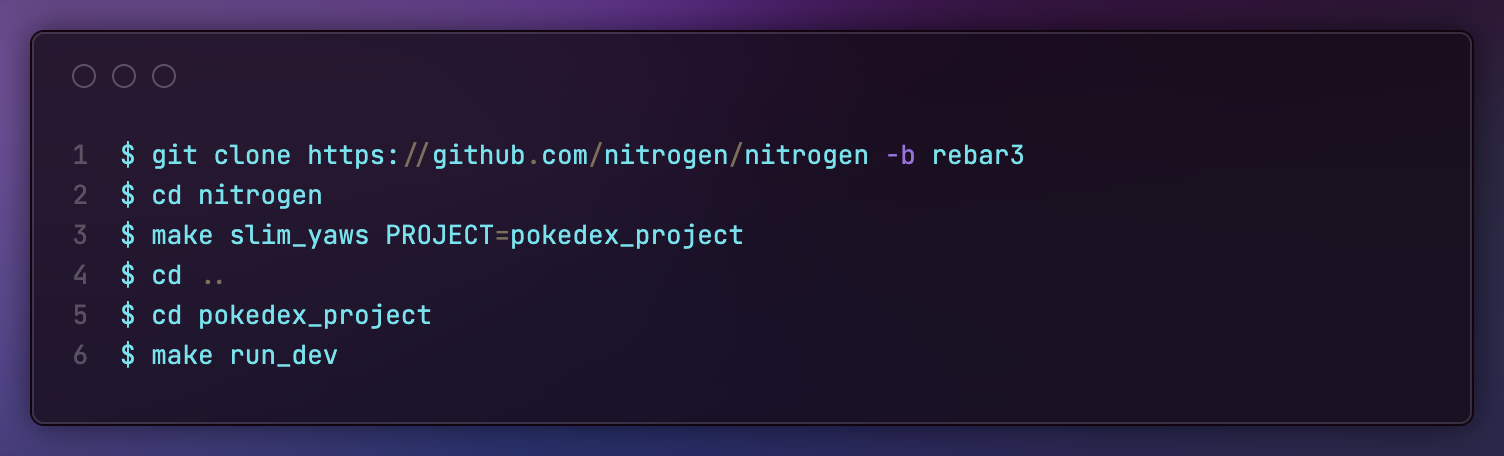 1 $ git clone https://github.com/nitrogen/nitrogen -b rebar3
2 $ cd nitrogen
3 $ make slim_yaws PROJECT=pokedex_project
4 $ cd ..
5 $ cd pokedex_project
6 $ make run_dev